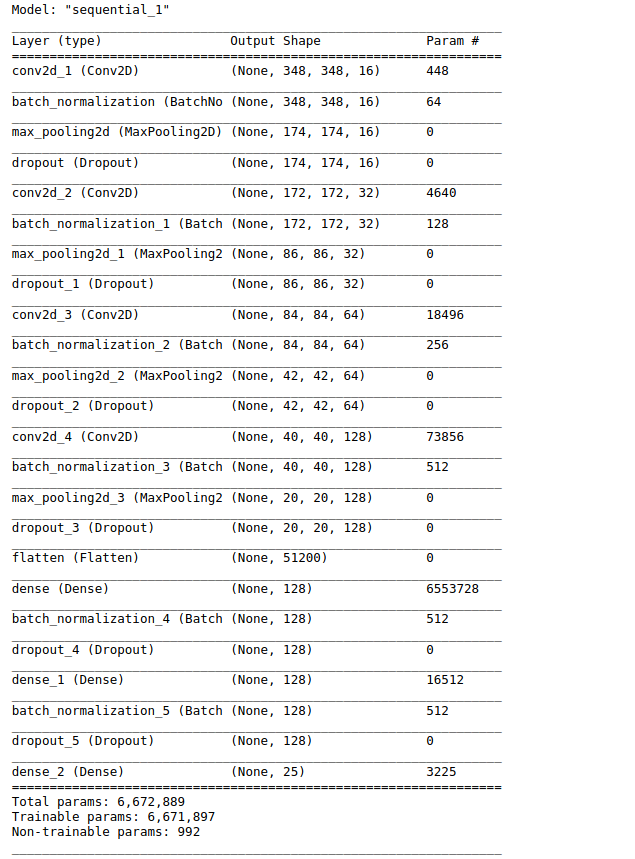 Model: "sequential_1"
Layer (type) Output Shape Param #
conv2d_1 (Conv2D) (None, 348, 348, 16) 448
batch_normalization (BatchNo (None, 348, 348, 16) 64
max_pooling2d (MaxPooling2D) (None, 174, 174, 16) 0
dropout (Dropout) (None, 174, 174, 16) 0
conv2d_2 (Conv2D) (None, 172, 172, 32) 4640
batch_normalization_1 (Batch (None, 172, 172, 32) 128
max_pooling2d_1 (MaxPooling2 (None, 86, 86, 32) 0
dropout_1 (Dropout) (None, 86, 86, 32) 0
conv2d_3 (Conv2D) (None, 84, 84, 64) 18496
batch_normalization_2 (Batch (None, 84, 84, 64) 256
max_pooling2d_2 (MaxPooling2 (None, 42, 42, 64) 0
dropout_2 (Dropout) (None, 42, 42, 64) 0
conv2d_4 (Conv2D) (None, 40, 40, 128) 73856
batch_normalization_3 (Batch (None, 40, 40, 128) 512
max_pooling2d_3 (MaxPooling2 (None, 20, 20, 128) 0
dropout_3 (Dropout) (None, 20, 20, 128) 0
flatten (Flatten) (None, 51200) 0
dense (Dense) (None, 128) 6553728
batch_normalization_4 (Batch (None, 128) 512
dropout_4 (Dropout) (None, 128) 0
dense_1 (Dense) (None, 128) 16512
batch_normalization_5 (Batch (None, 128) 512
dropout_5 (Dropout) (None, 128) 0
dense_2 (Dense) (None, 25) 3225
Total params: 6,672,889
Trainable params: 6,671,897
Non-trainable params: 992